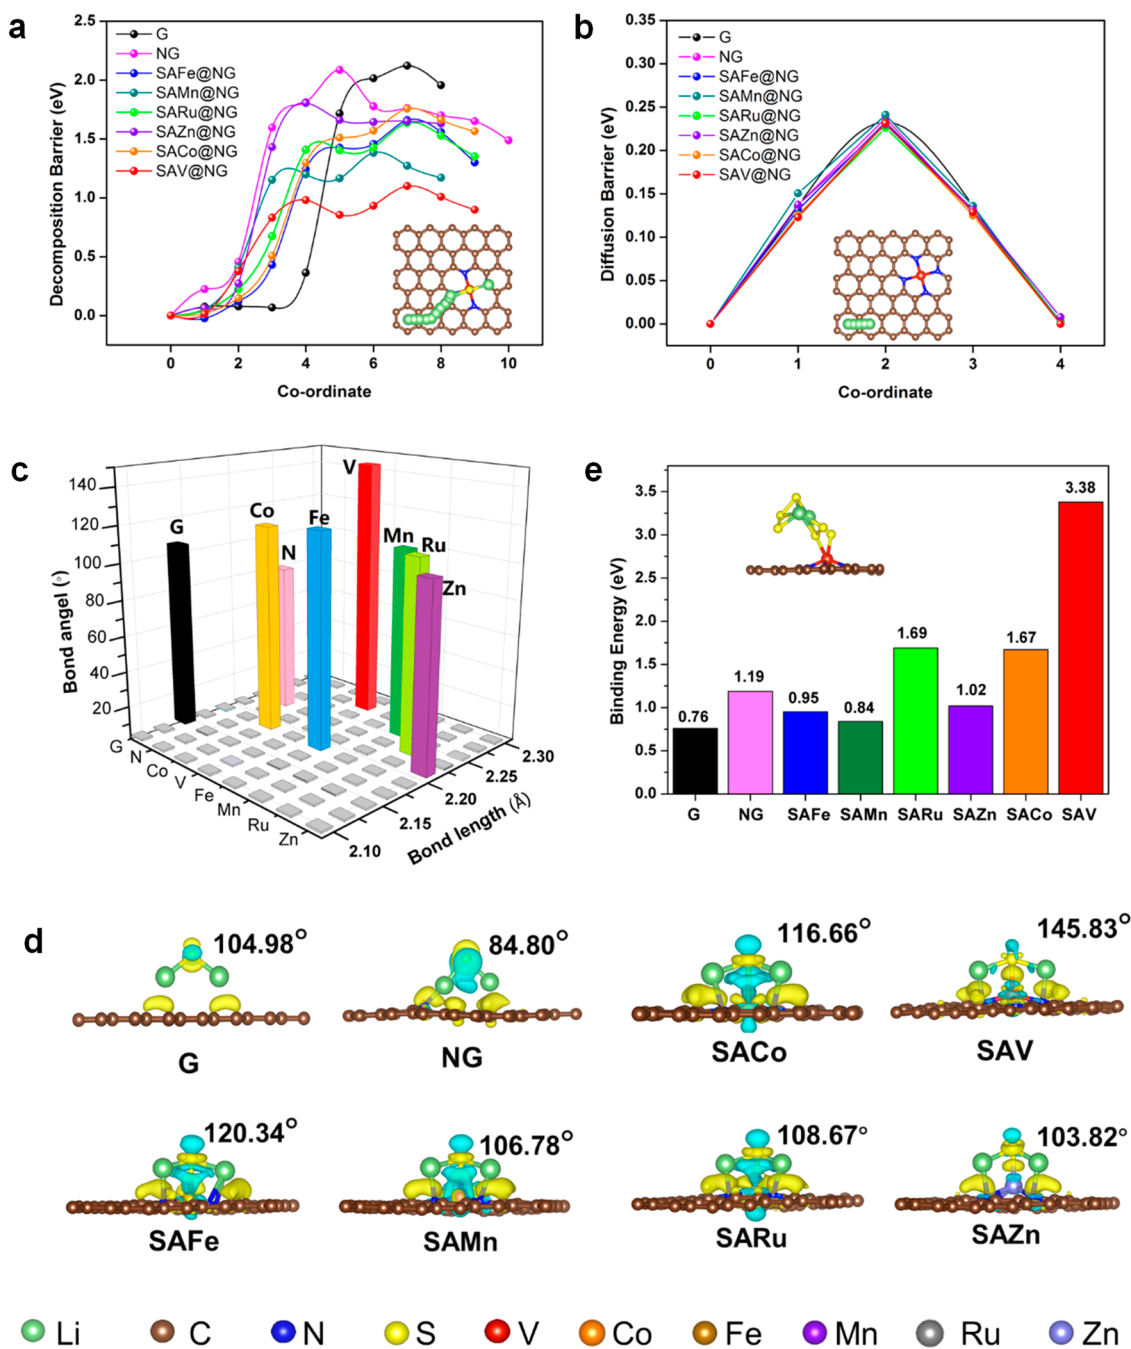 a
Decomposition Barrier (eV)
2.5
2.0
1.5
1.0
0.5
0.0
G
NG
SAFe@NG
SAMn@NG
SARu@NG
SAZn@NG
SACo@NG
SAV@NG
0 2 4 6 8 10
Co-ordinate
b
Diffusion Barrier (eV)
0.35
0.30
0.25
0.20
0.15
0.10
0.05
0.00
G
NG
SAFe@NG
SAMn@NG
SARu@NG
SAZn@NG
SACo@NG
SAV@NG
0 1 2 3 4
Co-ordinate
c
Bond angel (°)
140
120
100
80
60
40
20
G
Co
N
Fe
V
Mn
Ru
Zn
G
N
Co
V
Fe
Mn
Ru
Zn
2.10
2.15
2.20
2.25
2.30
Bond length (Å)
e
Binding Energy (eV)
3.5
3.0
2.5
2.0
1.5
1.0
0.5
0.0
0.76
1.19
0.95
0.84
1.69
1.02
1.67
3.38
G NG SAFe SAMn SARu SAZn SACo SAV
d
104.98°
G
84.80°
NG
116.66°
SACo
145.83°
SAV
120.34°
SAFe
106.78°
SAMn
108.67°
SARu
103.82°
SAZn
Li C N S V Co Fe Mn Ru Zn